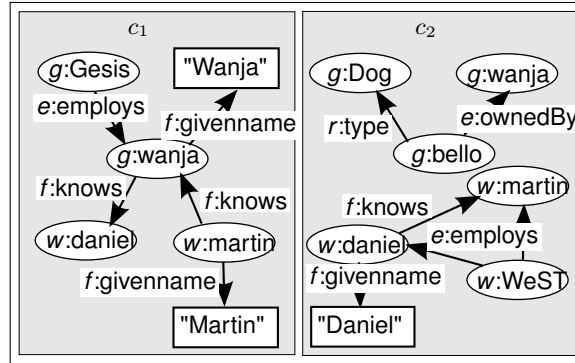 c1
g:Gesis
"Wanja"
e:employs
f:givenname
g:wanja
f:knows
f:knows
w:daniel
w:martin
f:givenname
"Martin"
c2
g:Dog
g:wanja
e:ownedBy
r:type
g:bello
w:martin
f:knows
w:daniel
e:employs
f:givenname
w:WeST
"Daniel"